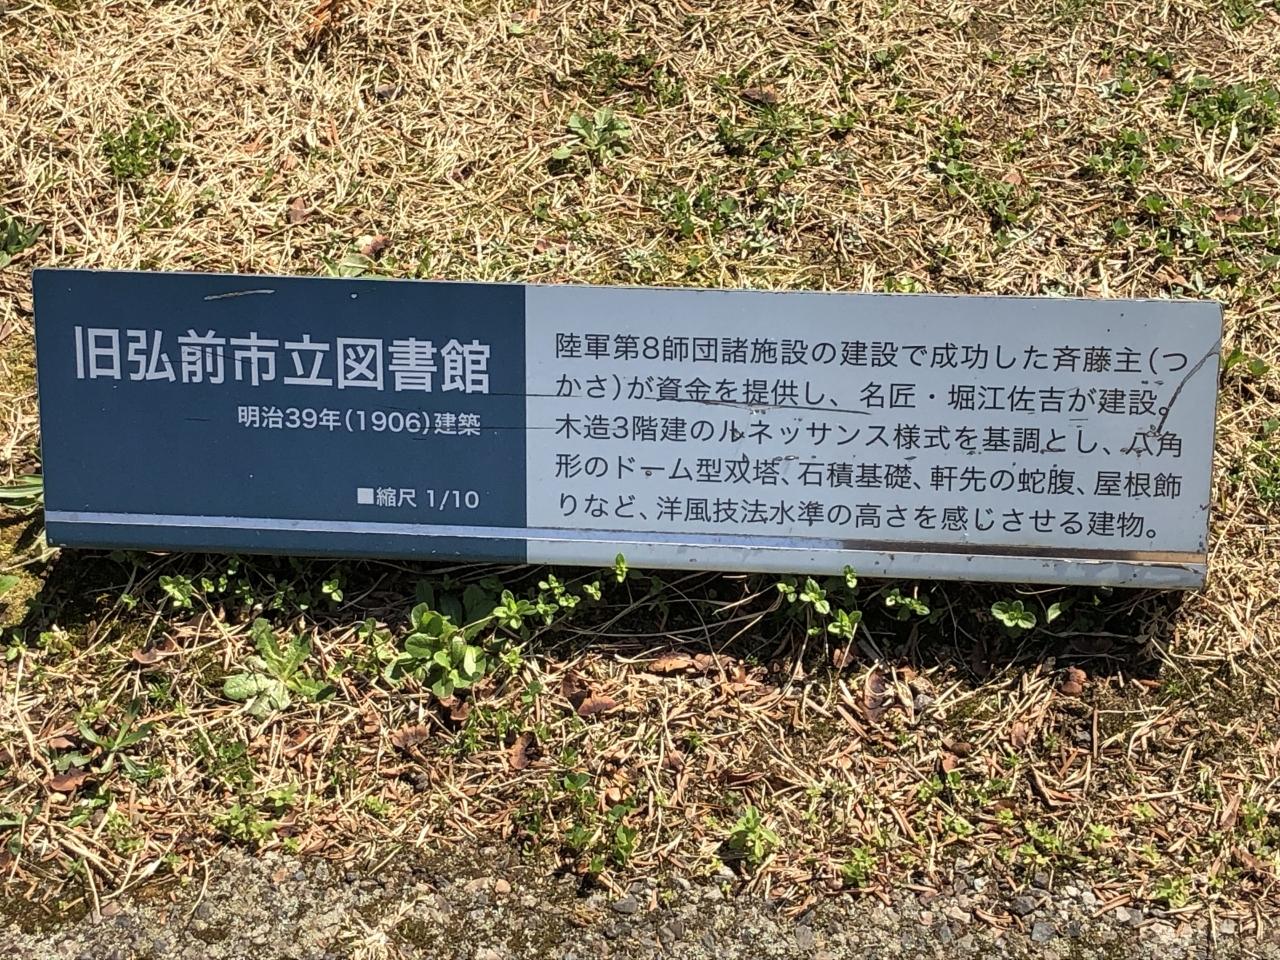 旧弘前市立図書館
明治39年(1906)建築
■縮尺 1/10
陸軍第8師団諸施設の建設で成功した斉藤主(つ
かさ)が資金を提供し、名匠・堀江佐吉が建設。
木造3階建のルネッサンス様式を基調とし、八角
形のドーム型双塔、石積基礎、軒先の蛇腹、屋根飾
りなど、洋風技法水準の高さを感じさせる建物。